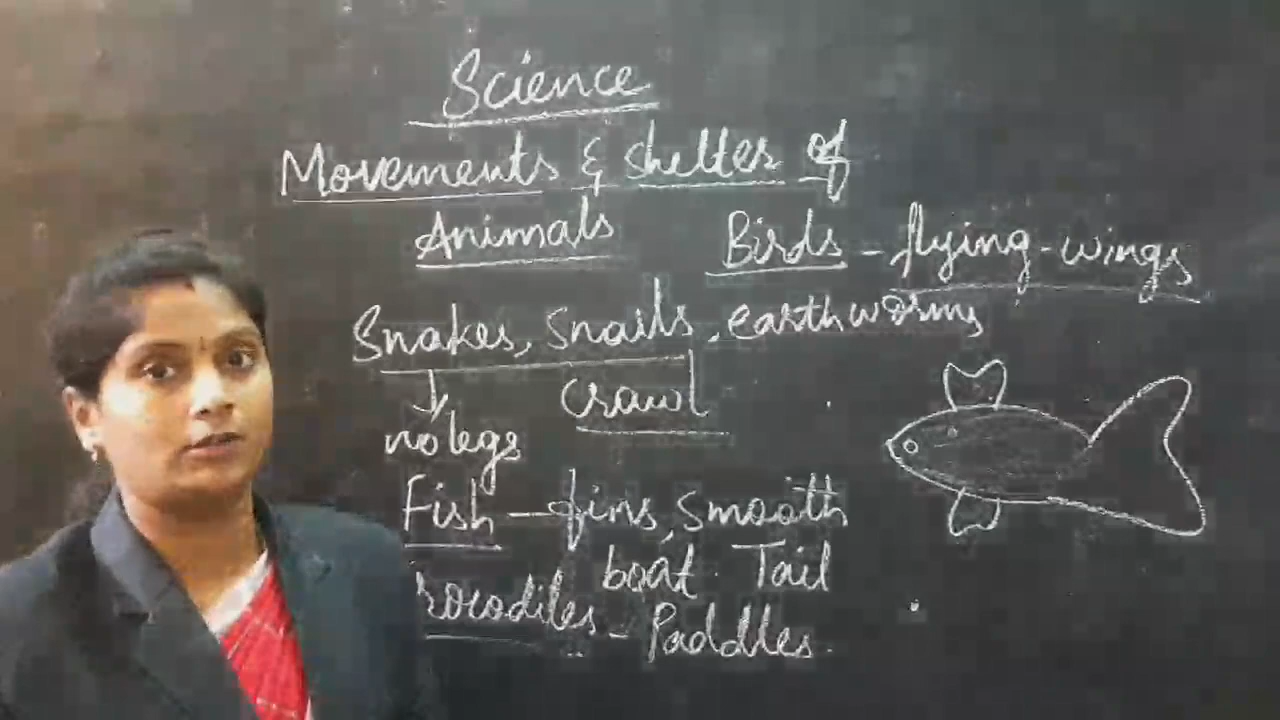 Science
Movements & Shelter of
Animals
Birds - flying - wings
Snakes, Snails, earthworms
crawl
no legs
Fish - fins, smooth
boat. Tail
rocodiles - Paddles.